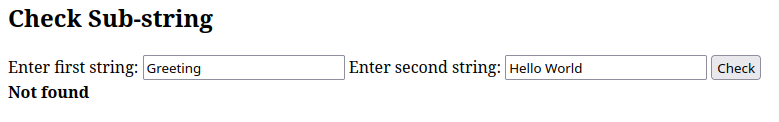 Check Sub-string
Enter first string: Greeting Enter second string: Hello World Check
Not found